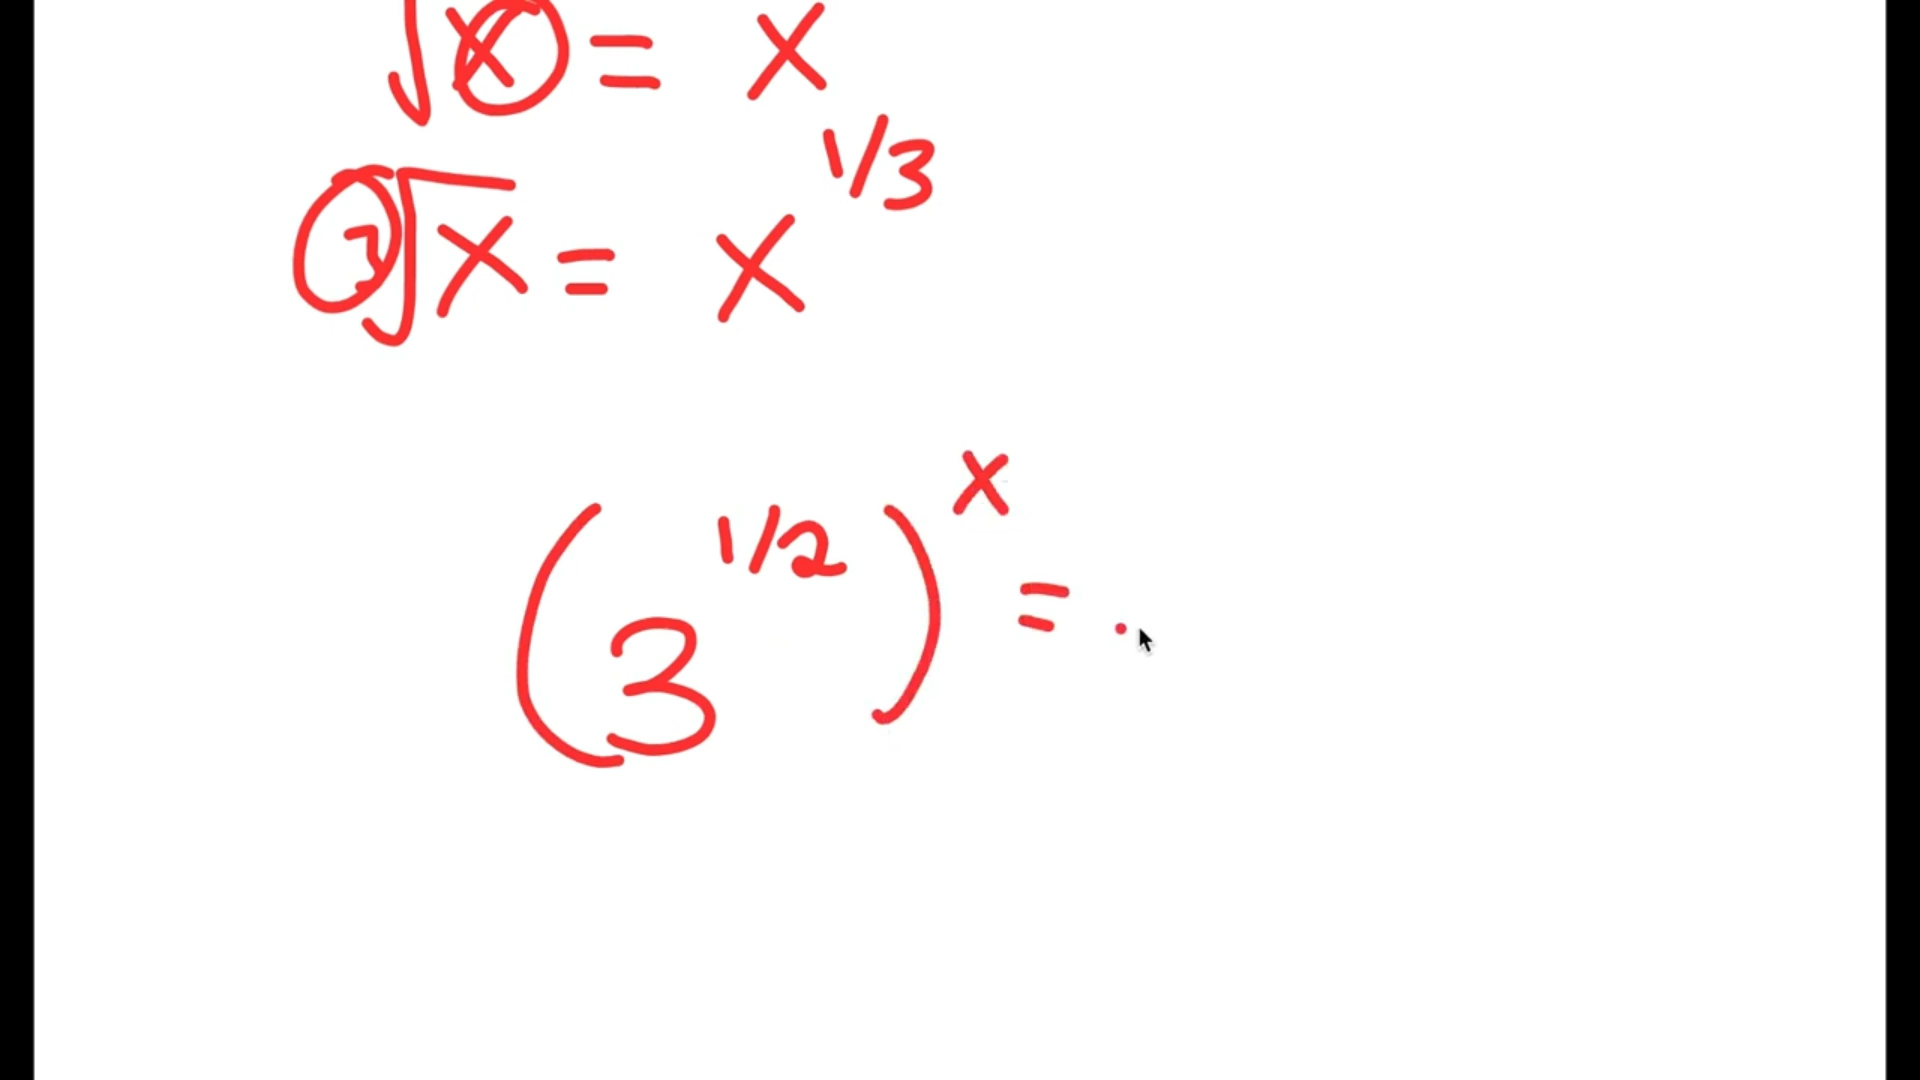 √x = x
∛x = x^1/3
(3^1/2)^x = .